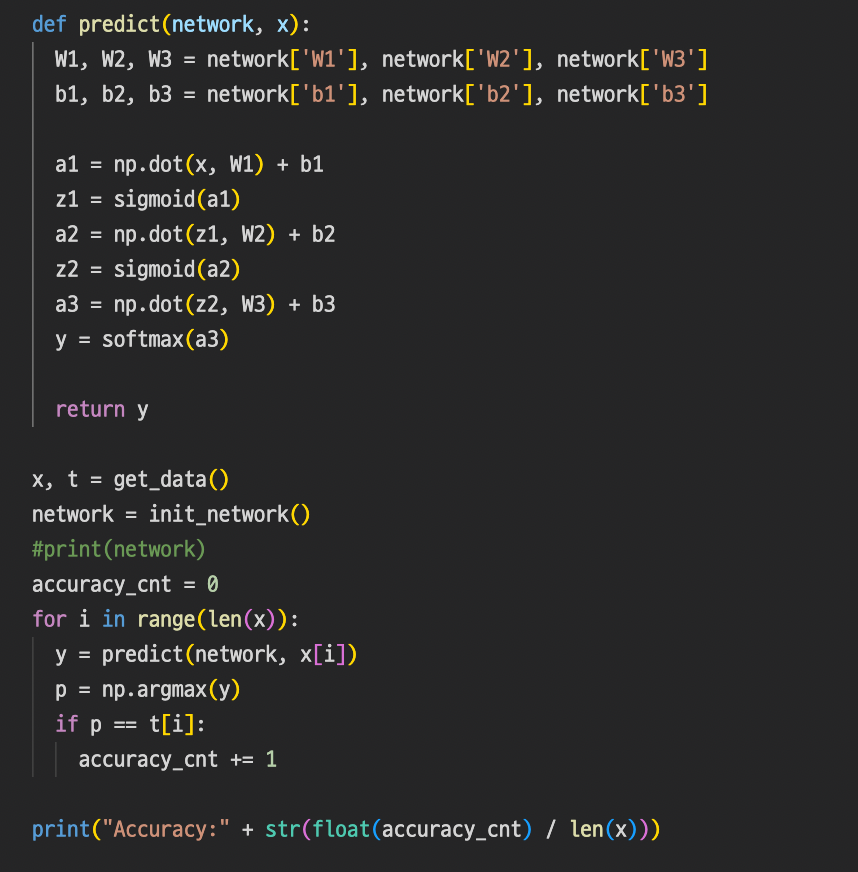 def predict(network, x):
  W1, W2, W3 = network['W1'], network['W2'], network['W3']
  b1, b2, b3 = network['b1'], network['b2'], network['b3']

  a1 = np.dot(x, W1) + b1
  z1 = sigmoid(a1)
  a2 = np.dot(z1, W2) + b2
  z2 = sigmoid(a2)
  a3 = np.dot(z2, W3) + b3
  y = softmax(a3)

  return y

x, t = get_data()
network = init_network()
#print(network)
accuracy_cnt = 0
for i in range(len(x)):
  y = predict(network, x[i])
  p = np.argmax(y)
  if p == t[i]:
    accuracy_cnt += 1

print("Accuracy:" + str(float(accuracy_cnt) / len(x)))